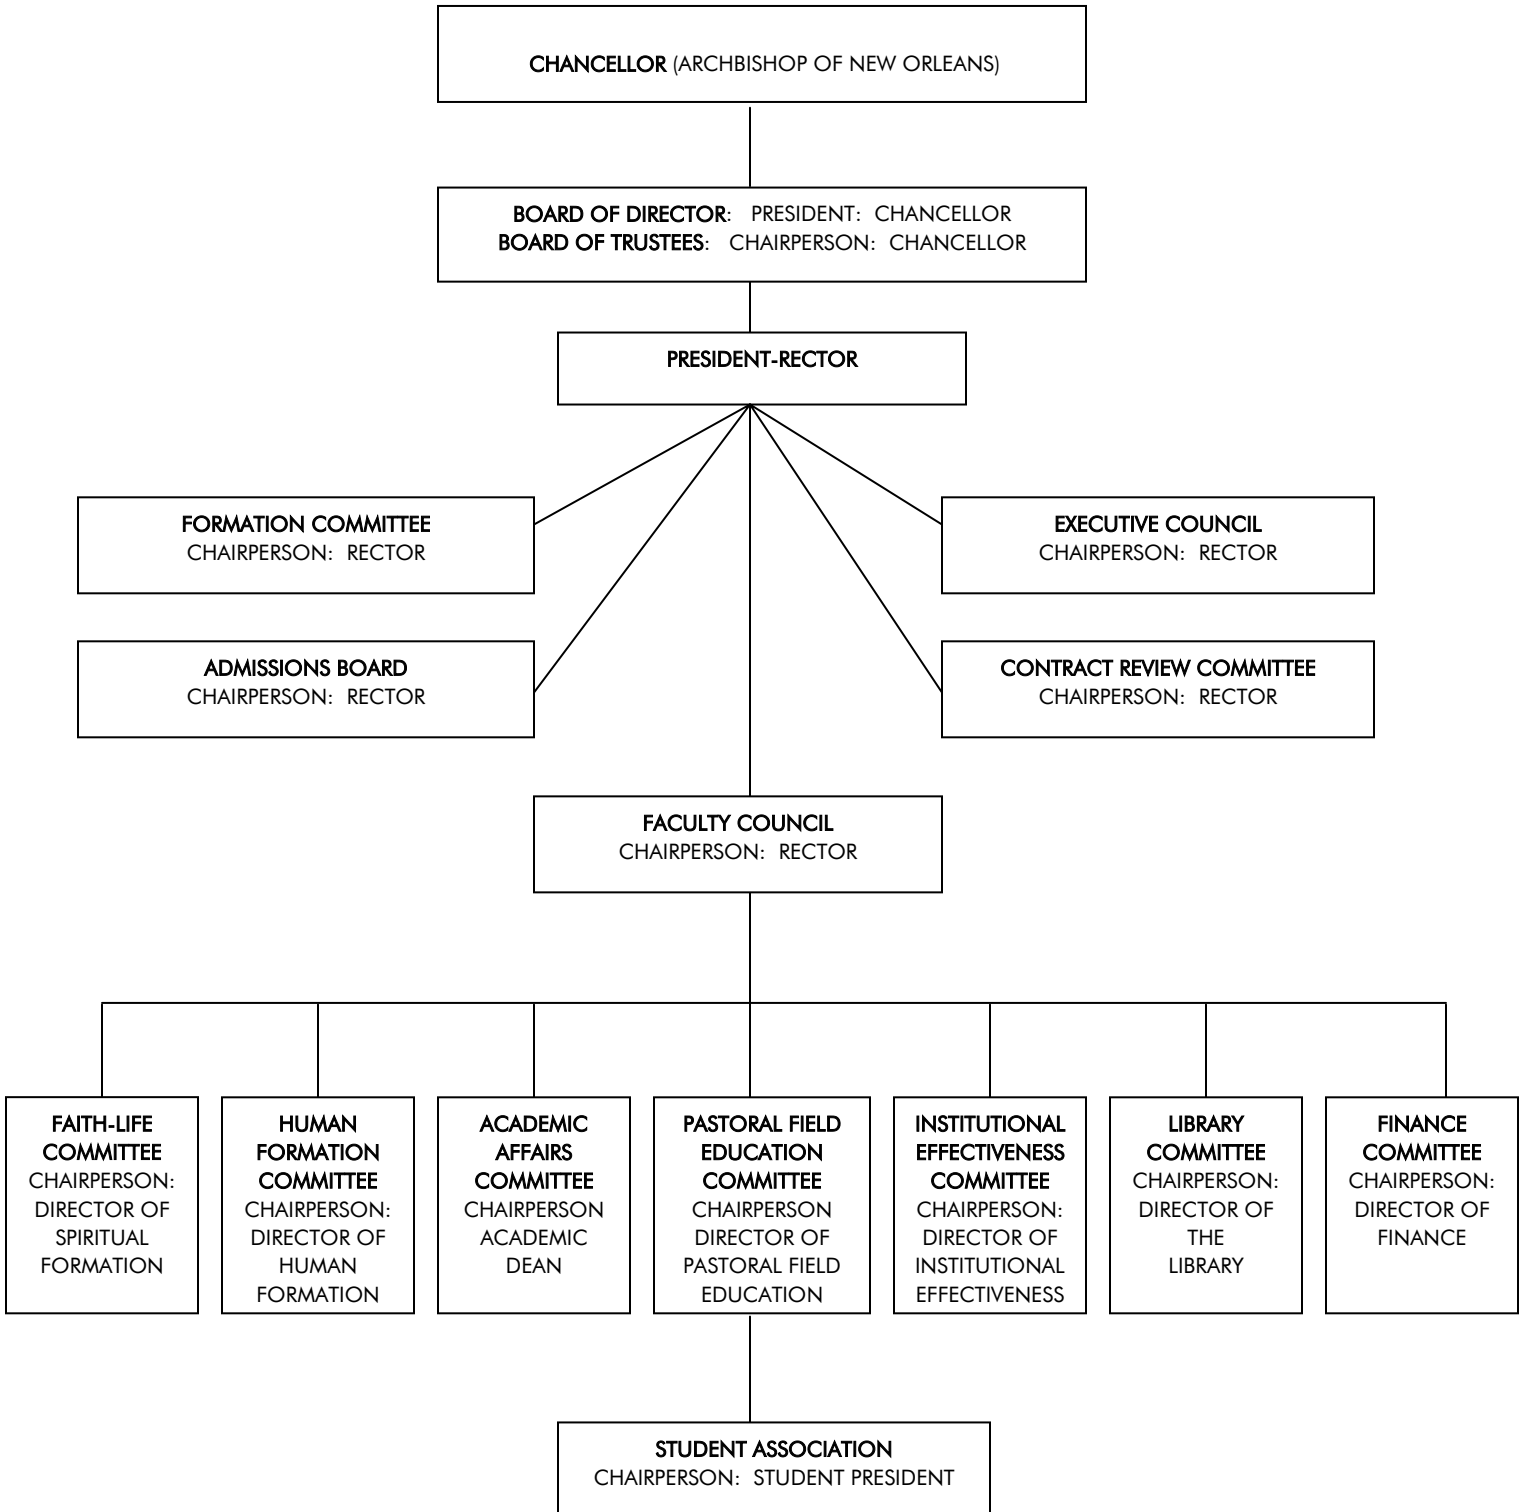 CHANCELLOR (ARCHBISHOP OF NEW ORLEANS)
BOARD OF DIRECTOR: PRESIDENT: CHANCELLOR
BOARD OF TRUSTEES: CHAIRPERSON: CHANCELLOR
PRESIDENT-RECTOR
FORMATION COMMITTEE
CHAIRPERSON: RECTOR
EXECUTIVE COUNCIL
CHAIRPERSON: RECTOR
ADMISSIONS BOARD
CHAIRPERSON: RECTOR
CONTRACT REVIEW COMMITTEE
CHAIRPERSON: RECTOR
FACULTY COUNCIL
CHAIRPERSON: RECTOR
FAITH-LIFE
COMMITTEE
CHAIRPERSON:
DIRECTOR OF
SPIRITUAL
FORMATION
HUMAN
FORMATION
COMMITTEE
CHAIRPERSON:
DIRECTOR OF
HUMAN
FORMATION
ACADEMIC
AFFAIRS
COMMITTEE
CHAIRPERSON
ACADEMIC
DEAN
PASTORAL FIELD
EDUCATION
COMMITTEE
CHAIRPERSON
DIRECTOR OF
PASTORAL FIELD
EDUCATION
INSTITUTIONAL
EFFECTIVENESS
COMMITTEE
CHAIRPERSON:
DIRECTOR OF
INSTITUTIONAL
EFFECTIVENESS
LIBRARY
COMMITTEE
CHAIRPERSON:
DIRECTOR OF
THE
LIBRARY
FINANCE
COMMITTEE
CHAIRPERSON:
DIRECTOR OF
FINANCE
STUDENT ASSOCIATION
CHAIRPERSON: STUDENT PRESIDENT